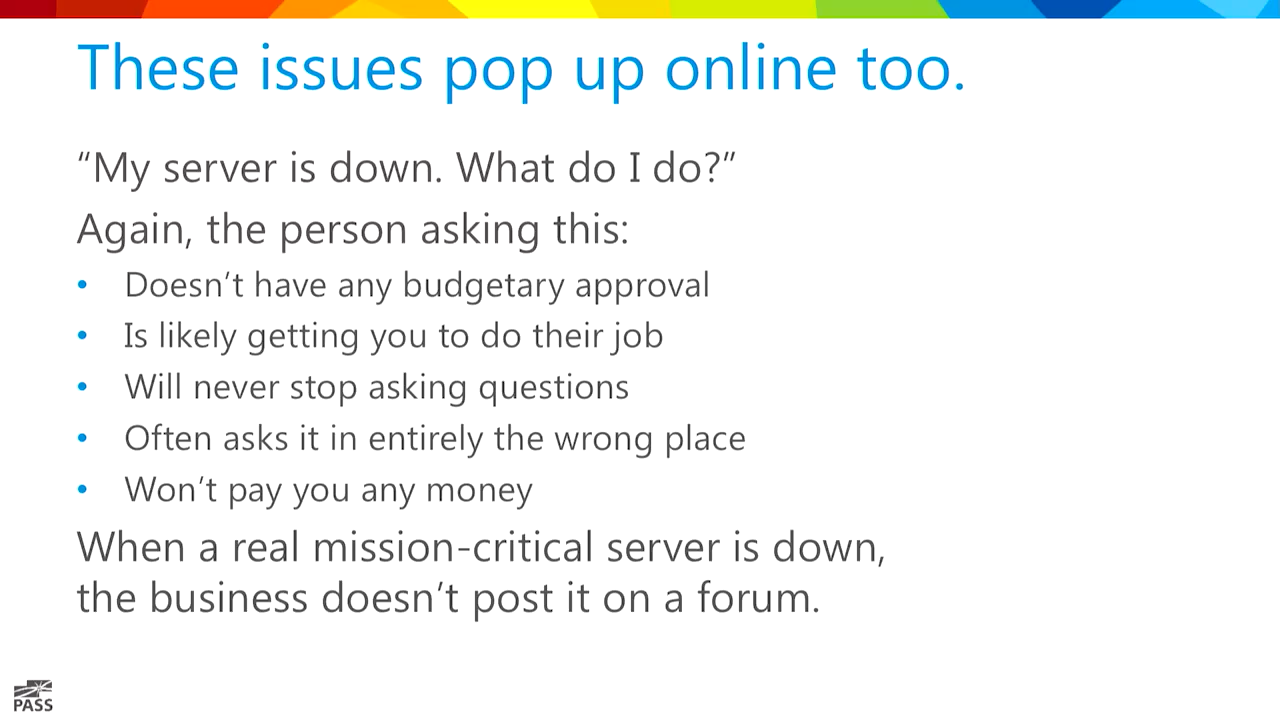 These issues pop up online too.
“My server is down. What do I do?”
Again, the person asking this:
• Doesn’t have any budgetary approval
• Is likely getting you to do their job
• Will never stop asking questions
• Often asks it in entirely the wrong place
• Won’t pay you any money
When a real mission-critical server is down,
the business doesn’t post it on a forum.
PASS